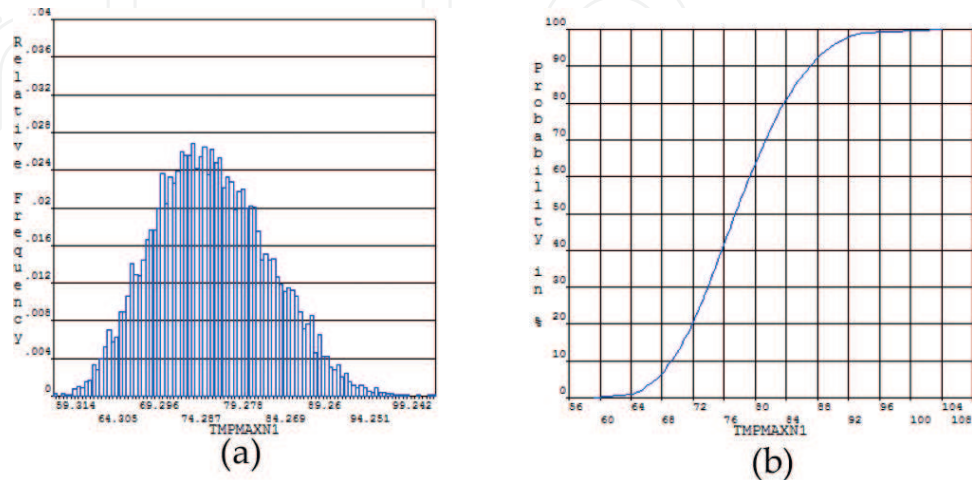 Relative Frequency
.04
.036
.032
.028
.024
.02
.016
.012
.008
.004
0
59.314 69.296 79.278 89.26 99.242
64.305 74.287 84.269 94.251
TMPMAXN1
(a)
Probability in %
100
90
80
70
60
50
40
30
20
10
0
56 64 72 80 88 96 104
60 68 76 84 92 100 108
TMPMAXN1
(b)